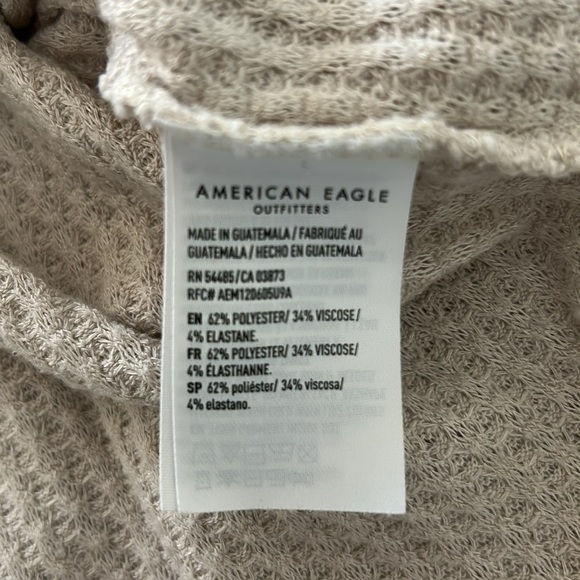 AMERICAN EAGLE
OUTFITTERS
MADE IN GUATEMALA / FABRIQUÉ AU
GUATEMALA / HECHO EN GUATEMALA
RN 54485/CA 03873
RFC# AEM120605U9A
EN 62% POLYESTER/ 34% VISCOSE/
4% ELASTANE.
FR 62% POLYESTER/ 34% VISCOSE/
4% ÉLASTHANNE.
SP 62% poliéster/ 34% viscosa/
4% elastano.